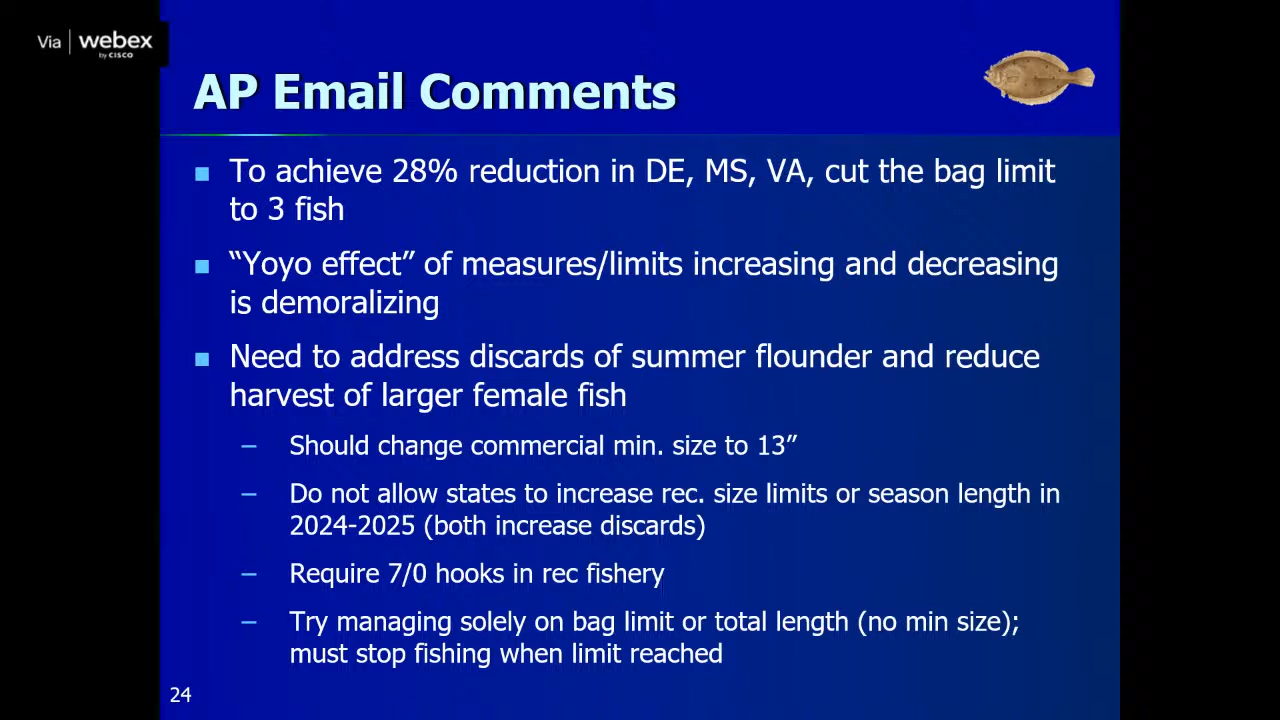 Via | webex
by CISCO
AP Email Comments
To achieve 28% reduction in DE, MS, VA, cut the bag limit
to 3 fish
“Yoyo effect” of measures/limits increasing and decreasing
is demoralizing
Need to address discards of summer flounder and reduce
harvest of larger female fish
– Should change commercial min. size to 13”
– Do not allow states to increase rec. size limits or season length in
2024-2025 (both increase discards)
– Require 7/0 hooks in rec fishery
– Try managing solely on bag limit or total length (no min size);
must stop fishing when limit reached
24